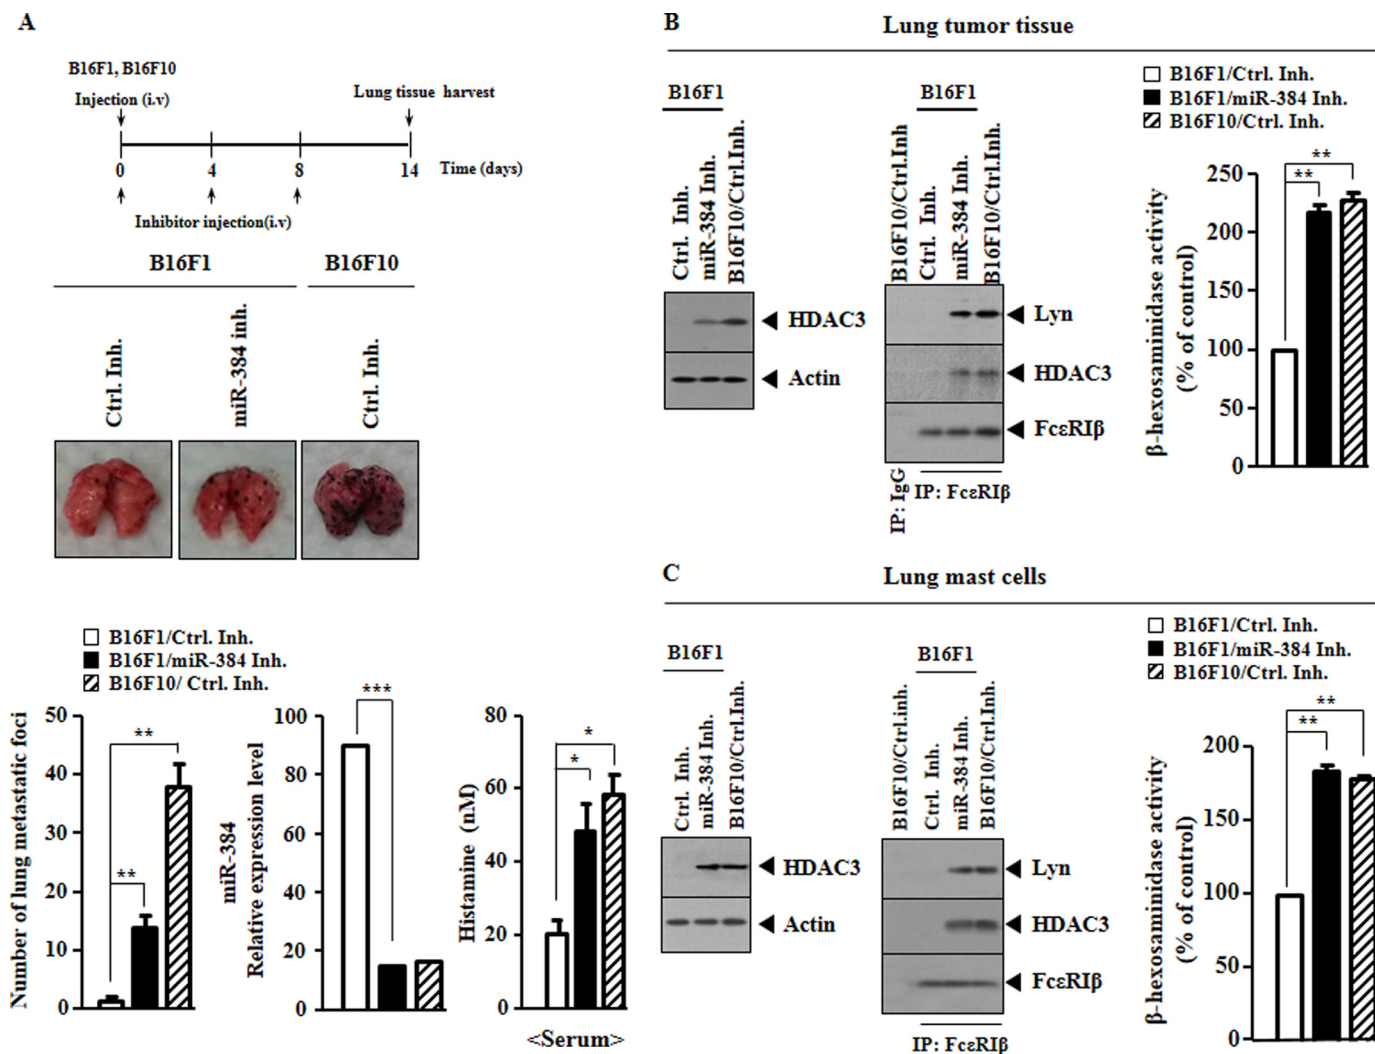 A
B16F1, B16F10
Injection (i.v)
Lung tissue harvest
0
4
8
14
Time (days)
Inhibitor injection(i.v)
B16F1
B16F10
Ctrl. Inh.
miR-384 inh.
Ctrl. Inh.
B16F1/Ctrl. Inh.
B16F1/miR-384 Inh.
B16F10/ Ctrl. Inh.
Number of lung metastatic foci
50
40
30
20
10
0
**
**
miR-384
Relative expression level
100
80
60
40
20
0
***
Histamine (nM)
80
60
40
20
0
*
*
<Serum>
B
Lung tumor tissue
B16F1
Ctrl. Inh.
miR-384 Inh.
B16F10/Ctrl.Inh.
HDAC3
Actin
B16F1
B16F10/Ctrl.Inh
Ctrl. Inh.
miR-384 Inh.
B16F10/Ctrl.Inh.
Lyn
HDAC3
FcεRIβ
IP: IgG
IP: FcεRIβ
B16F1/Ctrl. Inh.
B16F1/miR-384 Inh.
B16F10/Ctrl. Inh.
β-hexosaminidase activity
(% of control)
250
200
150
100
50
0
**
**
C
Lung mast cells
B16F1
Ctrl. Inh.
miR-384 Inh.
B16F10/Ctrl.Inh.
HDAC3
Actin
B16F1
B16F10/Ctrl.inh.
Ctrl. Inh.
miR-384 Inh.
B16F10/Ctrl.Inh.
Lyn
HDAC3
FcεRIβ
IP: FcεRIβ
B16F1/Ctrl. Inh.
B16F1/miR-384 Inh.
B16F10/Ctrl. Inh.
β-hexosaminidase activity
(% of control)
200
150
100
50
0
**
**